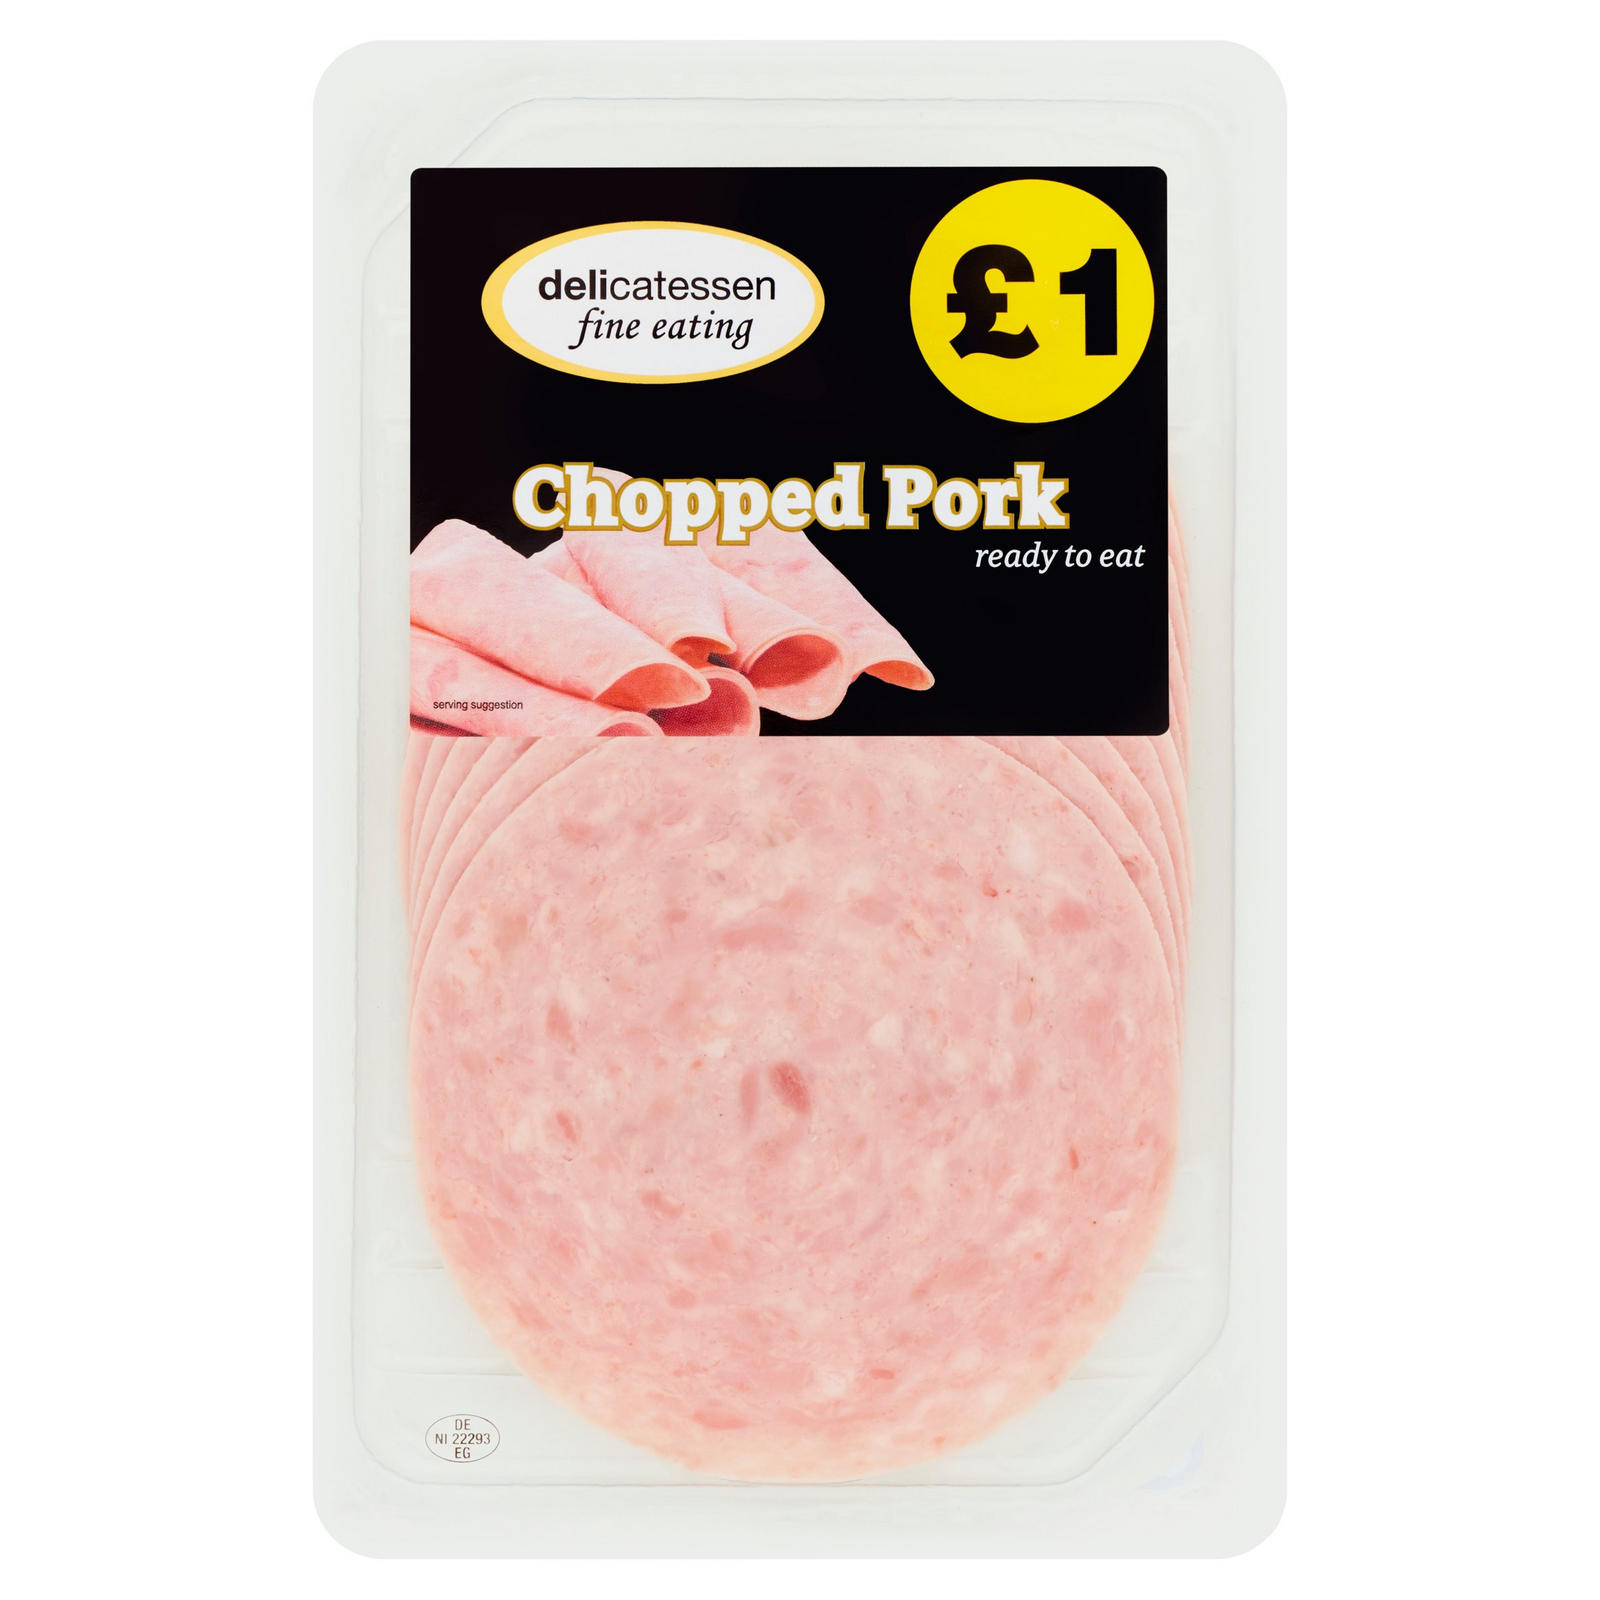 delicatessen
fine eating
£1
Chopped Pork
ready to eat
serving suggestion
DE
NI 22293
EG